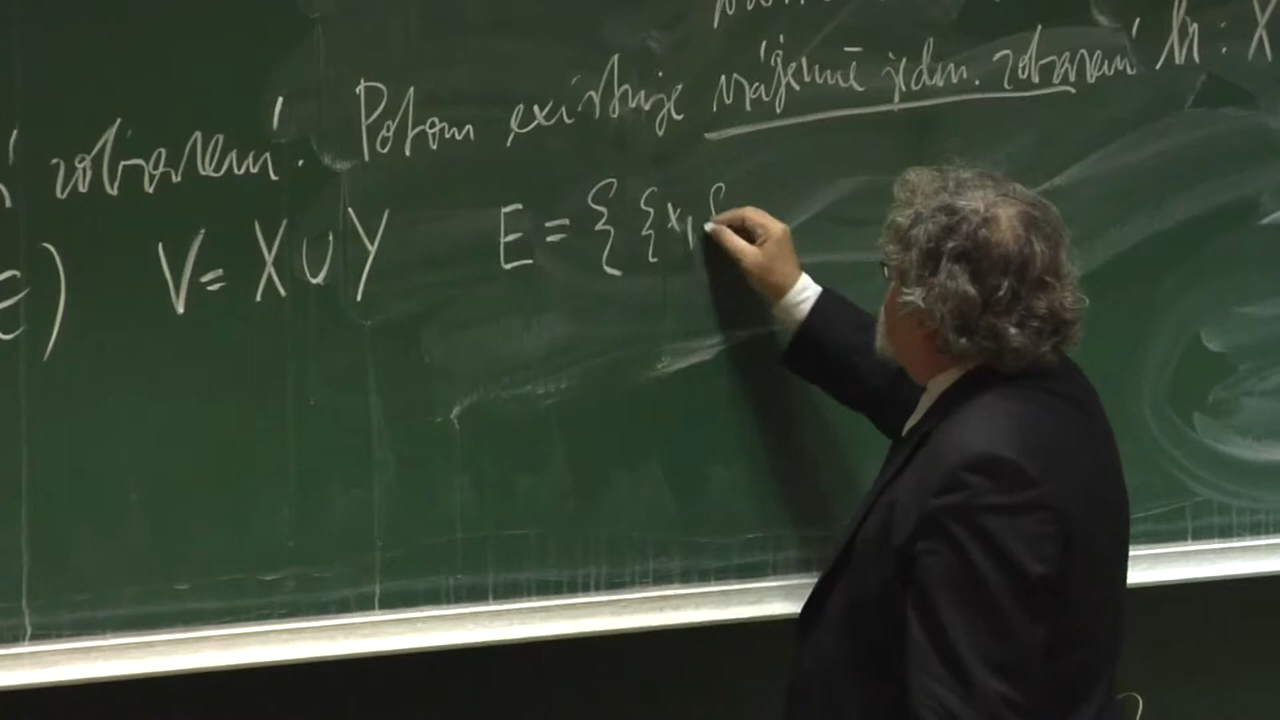 vzájemně jedn. zobrazení h : X
zobrazení. Potom existuje
E) V = X ∪ Y E = { { x, f